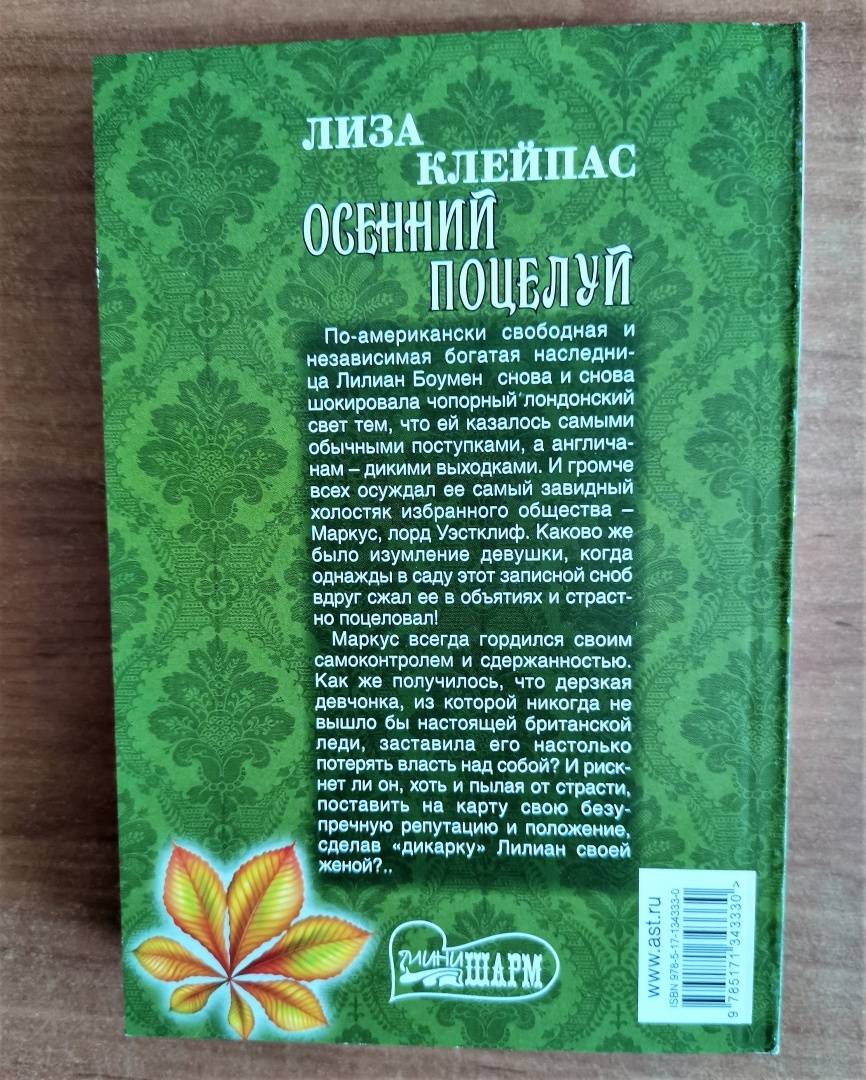 ЛИЗА
КЛЕЙПАС
ОСЕННИЙ
ПОЦЕЛУЙ
По-американски свободная и
независимая богатая наследни-
ца Лилиан Боумен снова и снова
шокировала чопорный лондонский
свет тем, что ей казалось самыми
обычными поступками, а англича-
нам – дикими выходками. И громче
всех осуждал ее самый завидный
холостяк избранного общества –
Маркус, лорд Уэстклиф. Каково же
было изумление девушки, когда
однажды в саду этот записной сноб
вдруг сжал ее в объятиях и страст-
но поцеловал!
Маркус всегда гордился своим
самоконтролем и сдержанностью.
Как же получилось, что дерзкая
девчонка, из которой никогда не
вышло бы настоящей британской
леди, заставила его настолько
потерять власть над собой? И риск-
нет ли он, хоть и пылая от страсти,
поставить на карту свою безу-
пречную репутацию и положение,
сделав «дикарку» Лилиан своей
женой?..
МИНИ
ШАРМ
www.ast.ru
ISBN 978-5-17-134333-0
9 785171 343330 >